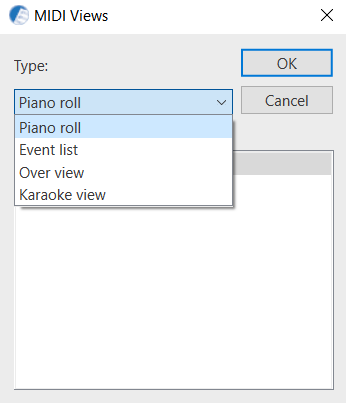 MIDI Views
Type:
OK
Piano roll
Cancel
Piano roll
Event list
Over view
Karaoke view